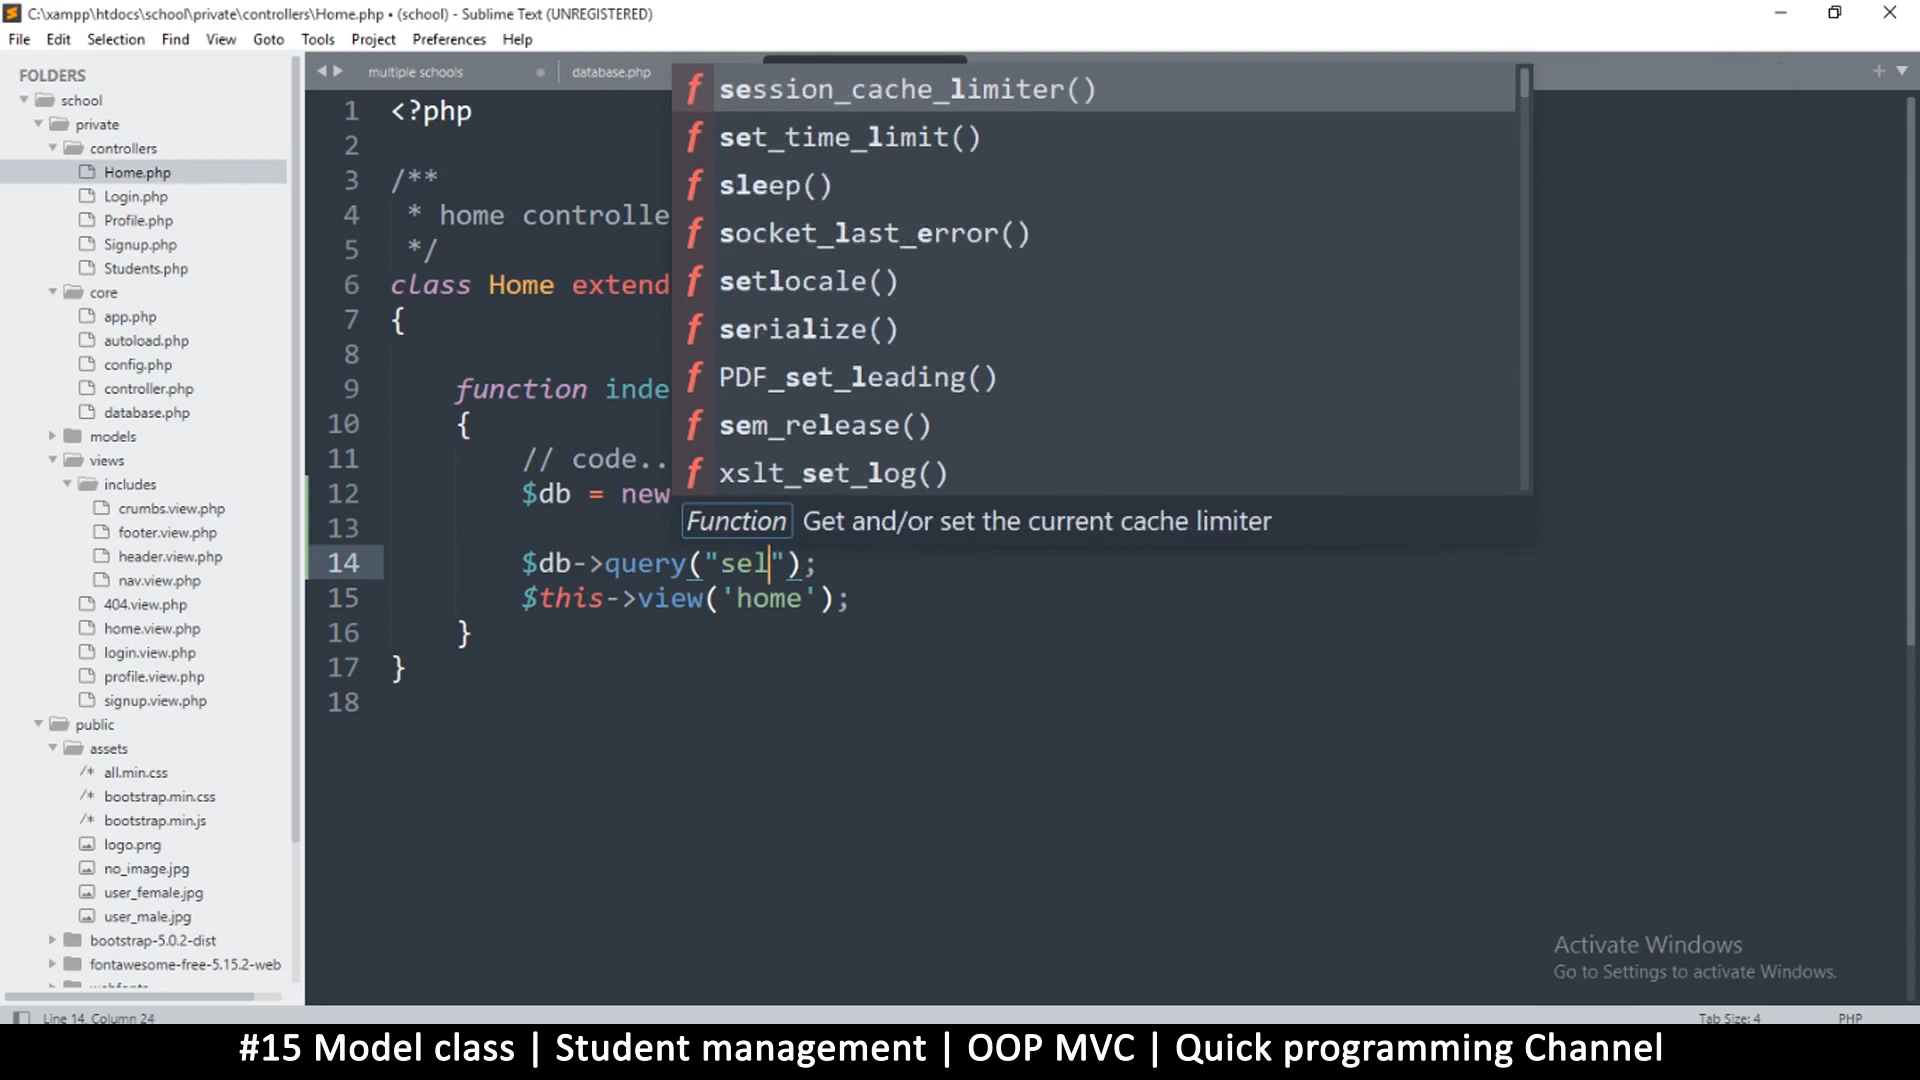 C:\xampp\htdocs\school\private\controllers\Home.php • (school) - Sublime Text (UNREGISTERED)
File Edit Selection Find View Goto Tools Project Preferences Help
FOLDERS
school
private
controllers
Home.php
Login.php
Profile.php
Signup.php
Students.php
core
app.php
autoload.php
config.php
controller.php
database.php
models
views
includes
crumbs.view.php
footer.view.php
header.view.php
nav.view.php
404.view.php
home.view.php
login.view.php
profile.view.php
signup.view.php
public
assets
/* all.min.css
/* bootstrap.min.css
/* bootstrap.min.js
logo.png
no_image.jpg
user_female.jpg
user_male.jpg
bootstrap-5.0.2-dist
fontawesome-free-5.15.2-web
multiple schools
database.php
1 <?php
2
3 /**
4 * home controlle
5 */
6 class Home extend
7 {
8
9 function inde
10 {
11 // code..
12 $db = new
13
14 $db->query("sel");
15 $this->view('home');
16 }
17 }
18
f session_cache_limiter()
f set_time_limit()
f sleep()
f socket_last_error()
f setlocale()
f serialize()
f PDF_set_leading()
f sem_release()
f xslt_set_log()
Function Get and/or set the current cache limiter
Activate Windows
Go to Settings to activate Windows.
Line 14, Column 24
Tab Size: 4
PHP
#15 Model class | Student management | OOP MVC | Quick programming Channel